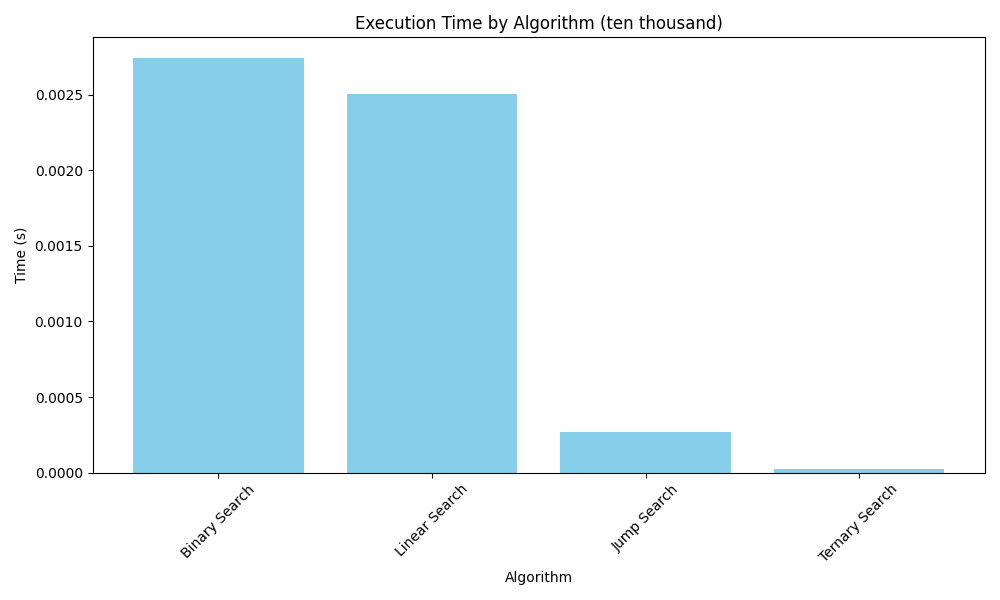 Execution Time by Algorithm (ten thousand)
Time (s)
0.0025
0.0020
0.0015
0.0010
0.0005
0.0000
Binary Search
Linear Search
Jump Search
Ternary Search
Algorithm